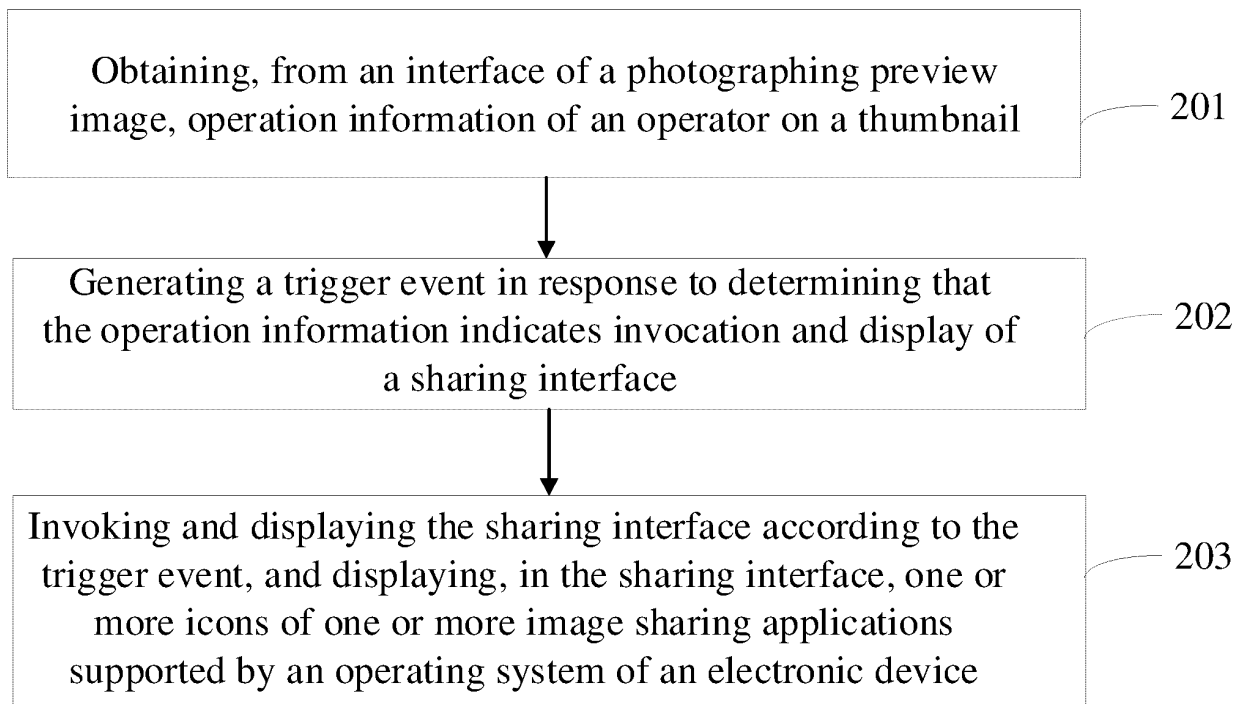 Obtaining, from an interface of a photographing preview
image, operation information of an operator on a thumbnail
201
Generating a trigger event in response to determining that
the operation information indicates invocation and display of
a sharing interface
202
Invoking and displaying the sharing interface according to the
trigger event, and displaying, in the sharing interface, one or
more icons of one or more image sharing applications
supported by an operating system of an electronic device
203